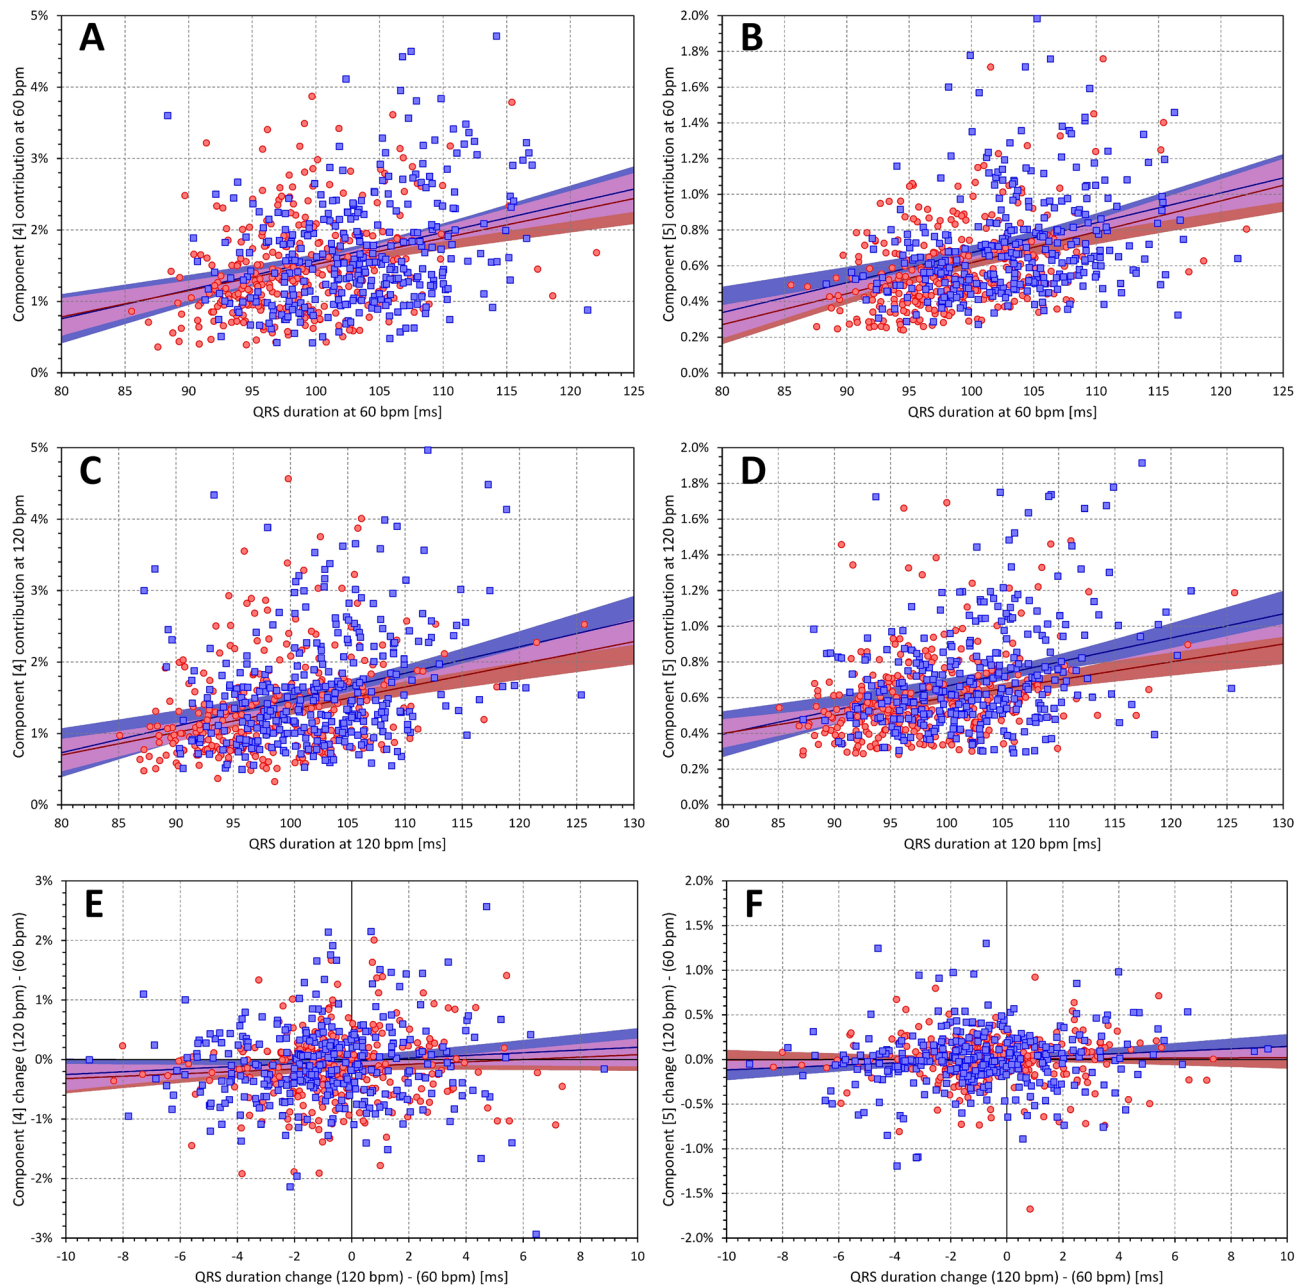 A
5%
4%
3%
2%
1%
0%
Component [4] contribution at 60 bpm
80 85 90 95 100 105 110 115 120 125
QRS duration at 60 bpm [ms]
B
2.0%
1.8%
1.6%
1.4%
1.2%
1.0%
0.8%
0.6%
0.4%
0.2%
0.0%
Component [5] contribution at 60 bpm
80 85 90 95 100 105 110 115 120 125
QRS duration at 60 bpm [ms]
C
5%
4%
3%
2%
1%
0%
Component [4] contribution at 120 bpm
80 85 90 95 100 105 110 115 120 125 130
QRS duration at 120 bpm [ms]
D
2.0%
1.8%
1.6%
1.4%
1.2%
1.0%
0.8%
0.6%
0.4%
0.2%
0.0%
Component [5] contribution at 120 bpm
80 85 90 95 100 105 110 115 120 125 130
QRS duration at 120 bpm [ms]
E
3%
2%
1%
0%
-1%
-2%
-3%
Component [4] change (120 bpm) - (60 bpm)
-10 -8 -6 -4 -2 0 2 4 6 8 10
QRS duration change (120 bpm) - (60 bpm) [ms]
F
2.0%
1.5%
1.0%
0.5%
0.0%
-0.5%
-1.0%
-1.5%
-2.0%
Component [5] change (120 bpm) - (60 bpm)
-10 -8 -6 -4 -2 0 2 4 6 8 10
QRS duration change (120 bpm) - (60 bpm) [ms]